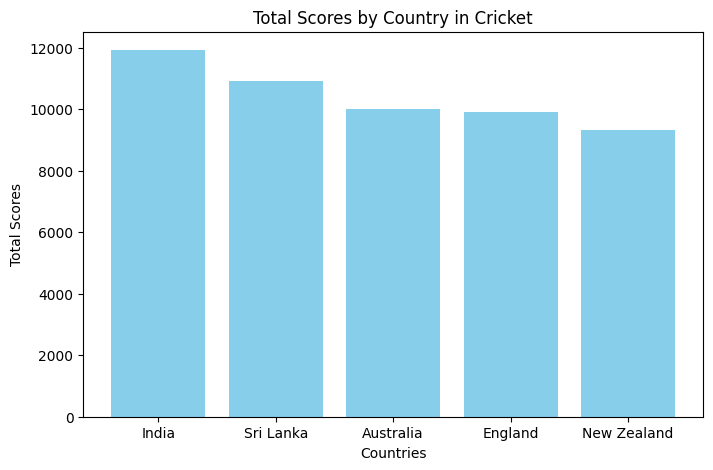 Total Scores by Country in Cricket
Total Scores
12000
10000
8000
6000
4000
2000
0
India Sri Lanka Australia England New Zealand
Countries